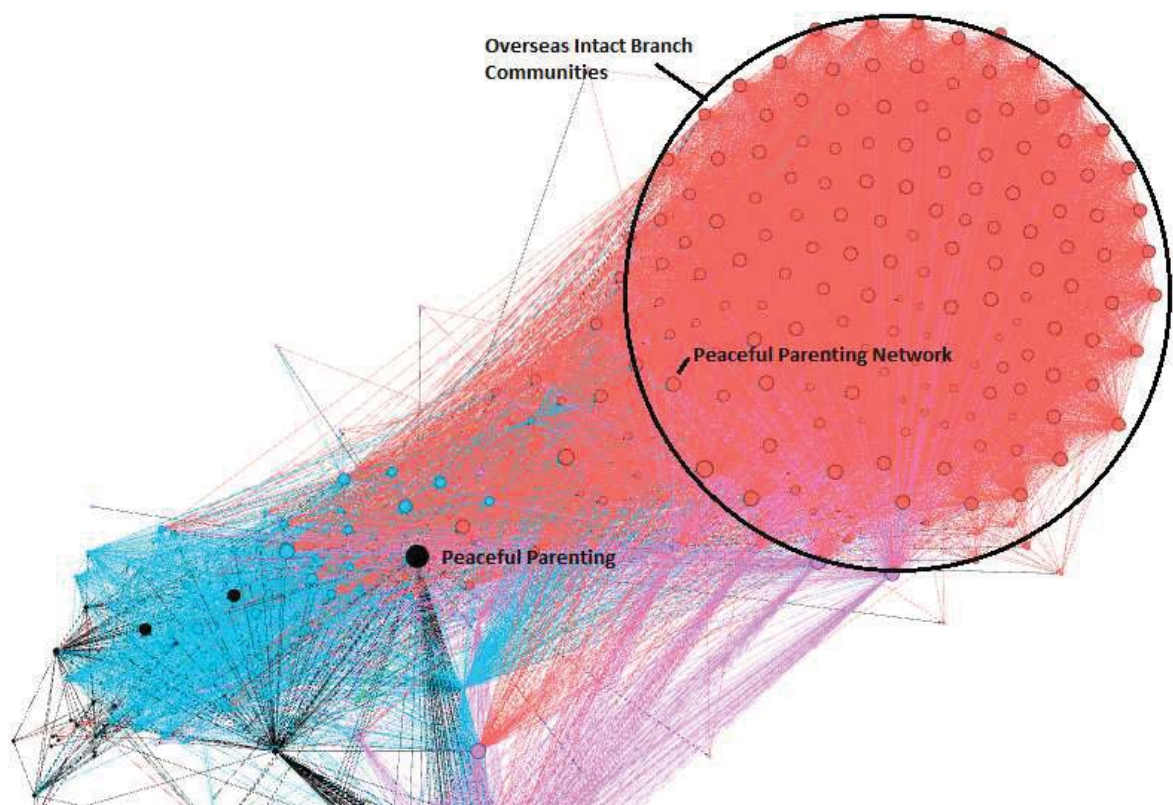 Overseas Intact Branch
Communities
Peaceful Parenting Network
Peaceful Parenting